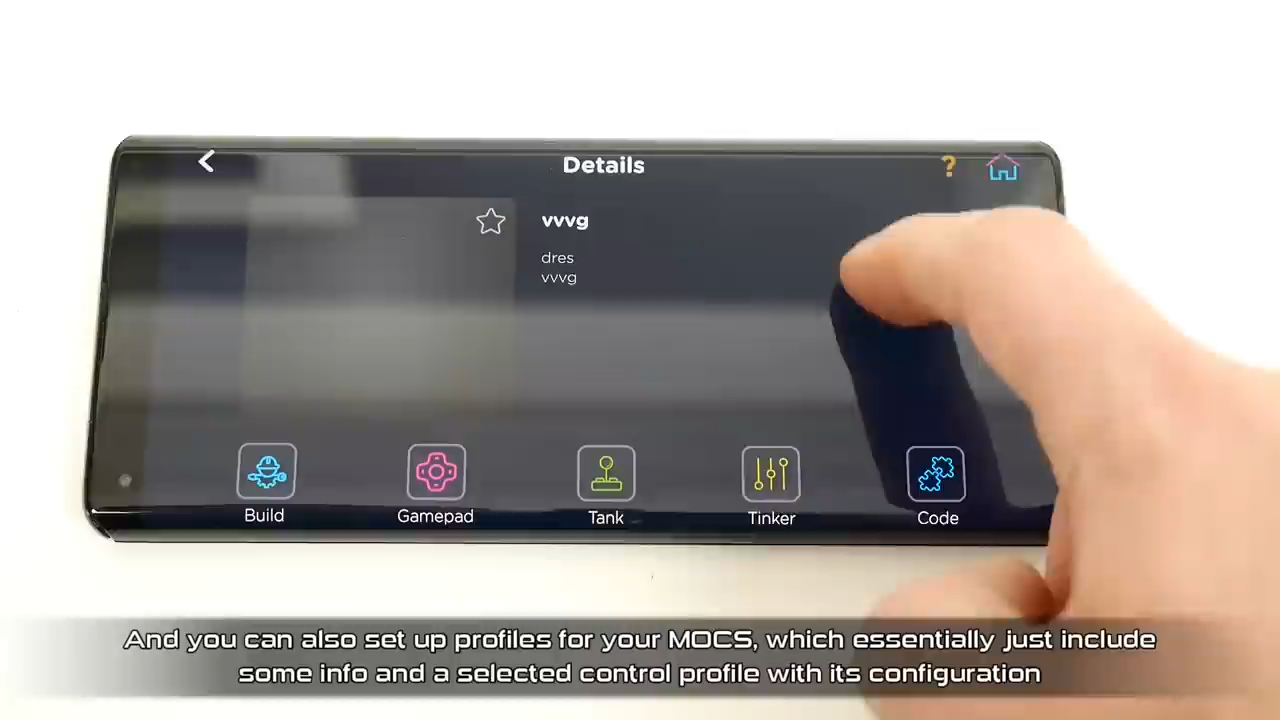 Details
?
vvvg
dres
vvvg
Build
Gamepad
Tank
Tinker
Code
And you can also set up profiles for your MOCS, which essentially just include
some info and a selected control profile with its configuration